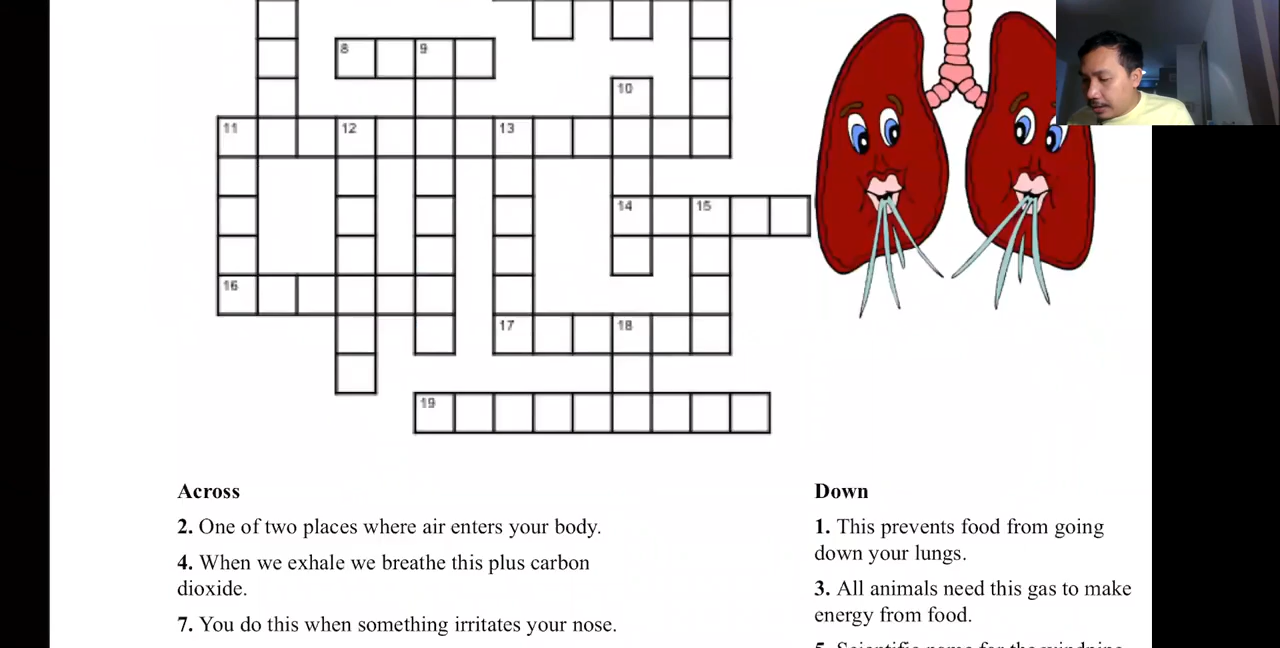 8
9
10
11
12
13
14
15
16
17
18
19
Across
2. One of two places where air enters your body.
4. When we exhale we breathe this plus carbon
dioxide.
7. You do this when something irritates your nose.
Down
1. This prevents food from going
down your lungs.
3. All animals need this gas to make
energy from food.